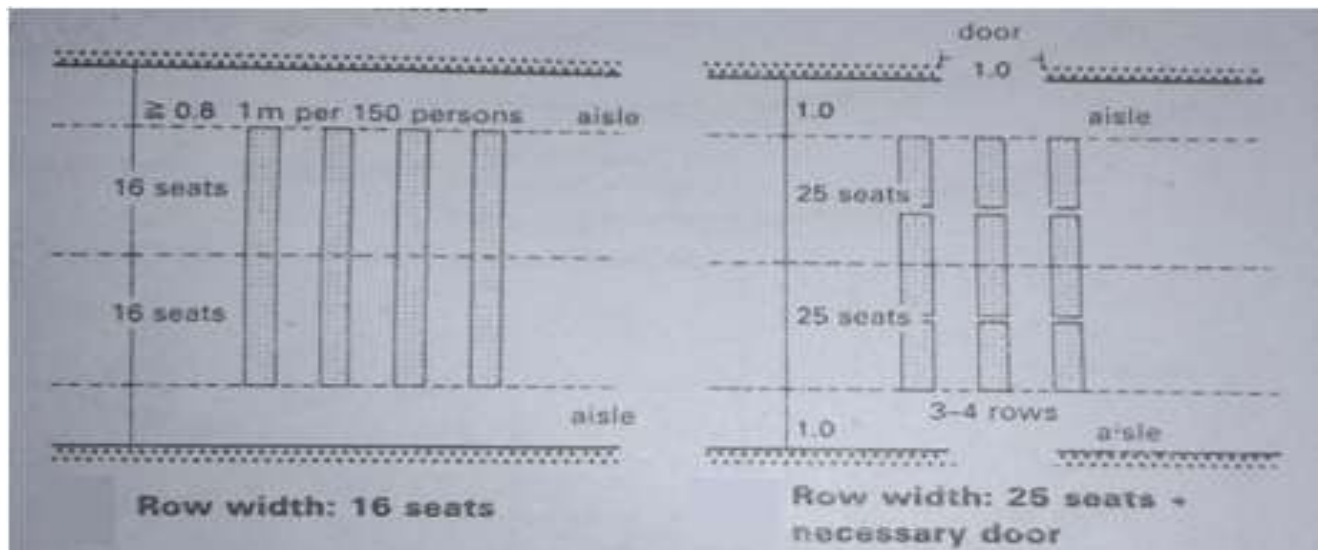 ≧ 0.8 1m per 150 persons aisle
16 seats
16 seats
aisle
Row width: 16 seats
door
1.0
1.0 aisle
25 seats
25 seats
3-4 rows
1.0 aisle
Row width: 25 seats +
necessary door